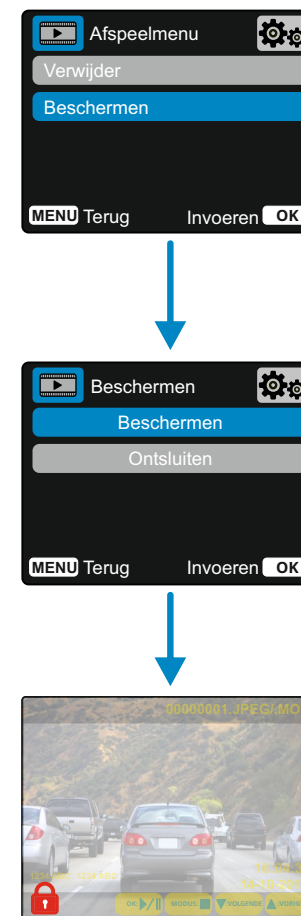 Afspeelmenu
Verwijder
Beschermen
MENU Terug Invoeren OK
Beschermen
Beschermen
Ontsluiten
MENU Terug Invoeren OK
00000001.JPEG/.MO
OK: MODUS: VOLGENDE